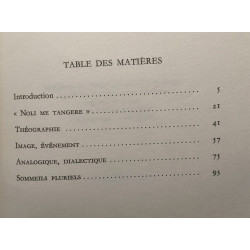 TABLE DES MATIÈRES
Introduction . . . . . . . . . . 5
« NOLI ME TANGERE » . . . . . . . . 21
THÉOGRAPHIE . . . . . . . . . . 41
IMAGE, ÉVÉNEMENT . . . . . . . . 57
ANALOGIQUE, DIALECTIQUE . . . . . . 75
SOMMEILS PLURIELS . . . . . . . . 93